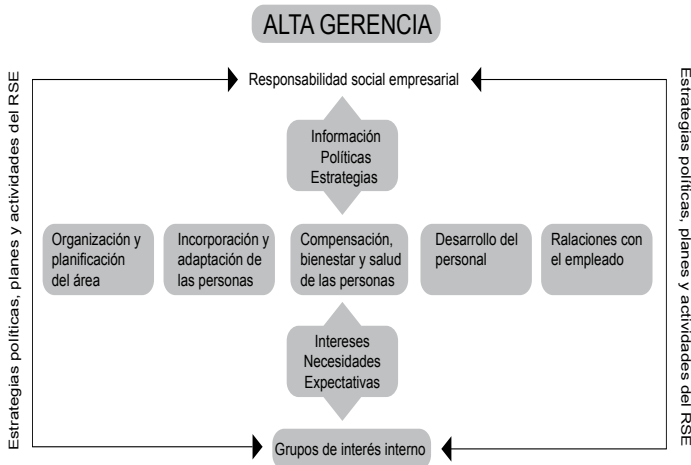 ALTA GERENCIA
Estrategias políticas, planes y actividades del RSE
Responsabilidad social empresarial
Estrategias políticas, planes y actividades del RSE
Información
Políticas
Estrategias
Organización y
planificación
del área
Incorporación y
adaptación de
las personas
Compensación,
bienestar y salud
de las personas
Desarrollo del
personal
Ralaciones con
el empleado
Intereses
Necesidades
Expectativas
Grupos de interés interno